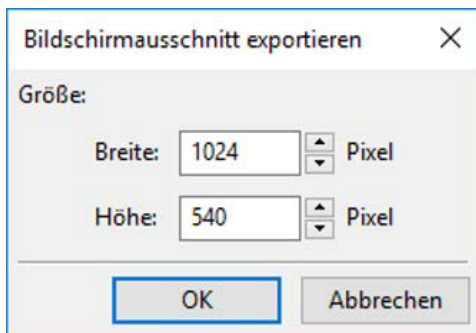 Bildschirmausschnitt exportieren
Größe:
Breite: 1024 Pixel
Höhe: 540 Pixel
OK Abbrechen